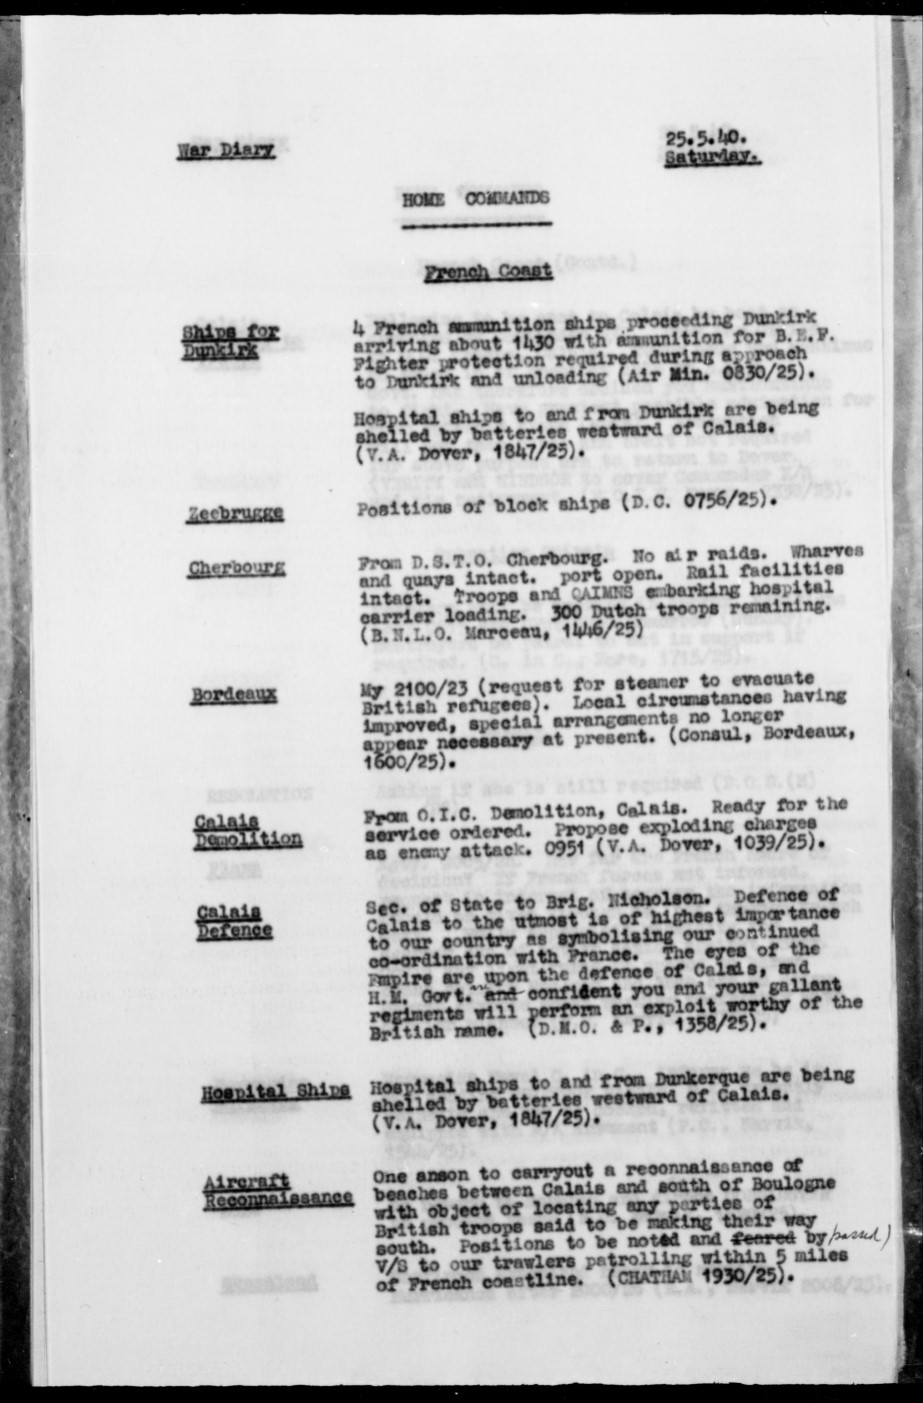 War Diary
25.5.40.
Saturday.
HOME COMMANDS
French Coast
Ships for
Dunkirk
4 French ammunition ships proceeding Dunkirk
arriving about 1430 with ammunition for B.E.F.
Fighter protection required during approach
to Dunkirk and unloading (Air Min. 0830/25).
Hospital ships to and from Dunkirk are being
shelled by batteries westward of Calais.
(V.A. Dover, 1847/25).
Zeebrugge
Positions of block ships (D.C. 0756/25).
Cherbourg
From D.S.T.O. Cherbourg. No air raids. Wharves
and quays intact. port open. Rail facilities
intact. Troops and QAIMNS embarking hospital
carrier loading. 300 Dutch troops remaining.
(B.N.L.O. Marceau, 1446/25)
Bordeaux
My 2100/23 (request for steamer to evacuate
British refugees). Local circumstances having
improved, special arrangements no longer
appear necessary at present. (Consul, Bordeaux,
1600/25).
Calais
Demolition
From O.I.C. Demolition, Calais. Ready for the
service ordered. Propose exploding charges
as enemy attack. 0951 (V.A. Dover, 1039/25).
Calais
Defence
Sec. of State to Brig. Nicholson. Defence of
Calais to the utmost is of highest importance
to our country as symbolising our continued
co-ordination with France. The eyes of the
Empire are upon the defence of Calais, and
H.M. Govt. and confident you and your gallant
regiments will perform an exploit worthy of the
British name. (D.M.O. & P., 1358/25).
Hospital Ships
Hospital ships to and from Dunkerque are being
shelled by batteries westward of Calais.
(V.A. Dover, 1847/25).
Aircraft
Reconnaissance
One anson to carryout a reconnaissance of
beaches between Calais and south of Boulogne
with object of locating any parties of
British troops said to be making their way
south. Positions to be noted and feared by passed)
V/S to our trawlers patrolling within 5 miles
of French coastline. (CHATHAM 1930/25).